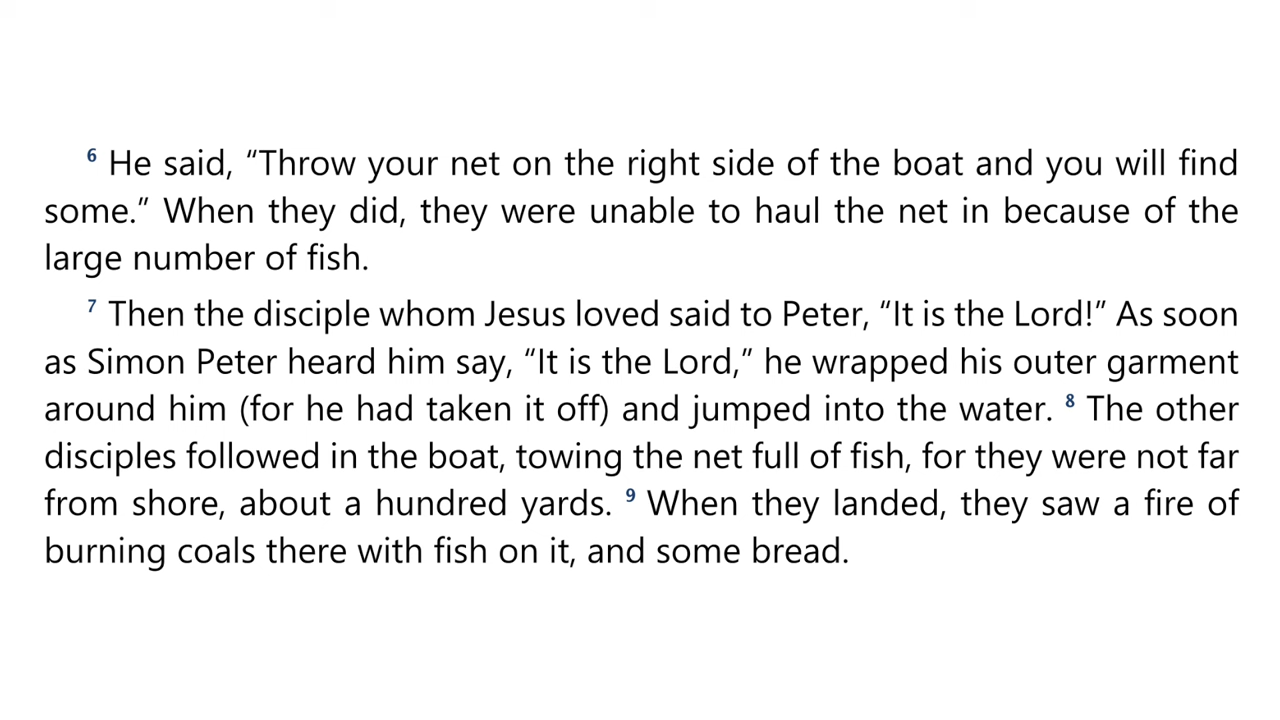 6 He said, “Throw your net on the right side of the boat and you will find
some.” When they did, they were unable to haul the net in because of the
large number of fish.
7 Then the disciple whom Jesus loved said to Peter, “It is the Lord!” As soon
as Simon Peter heard him say, “It is the Lord,” he wrapped his outer garment
around him (for he had taken it off) and jumped into the water. 8 The other
disciples followed in the boat, towing the net full of fish, for they were not far
from shore, about a hundred yards. 9 When they landed, they saw a fire of
burning coals there with fish on it, and some bread.